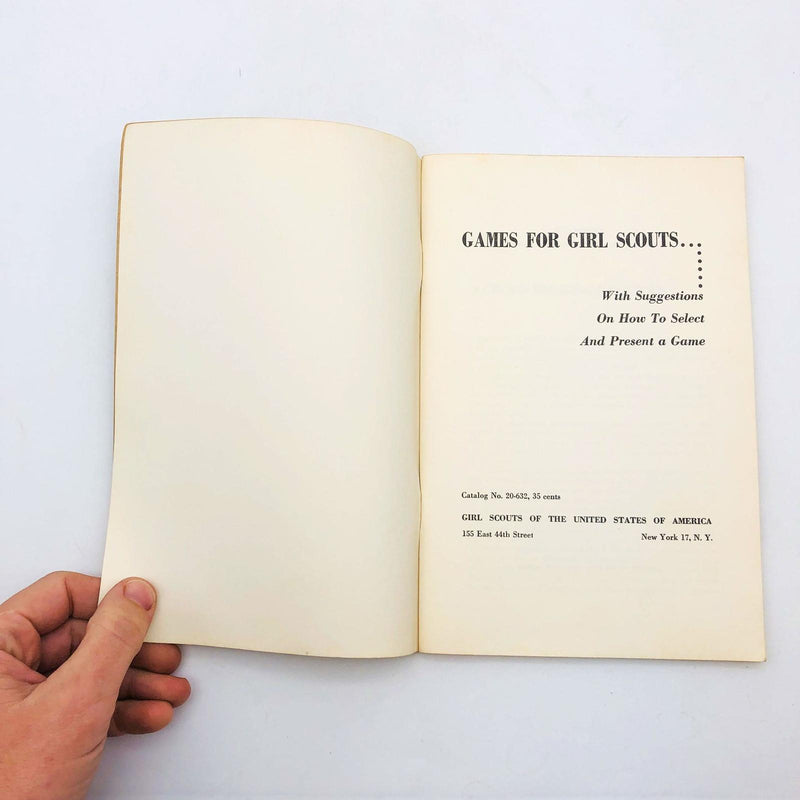 GAMES FOR GIRL SCOUTS...
With Suggestions
On How To Select
And Present a Game
Catalog No. 20-632, 35 cents
GIRL SCOUTS OF THE UNITED STATES OF AMERICA
155 East 44th Street New York 17, N. Y.